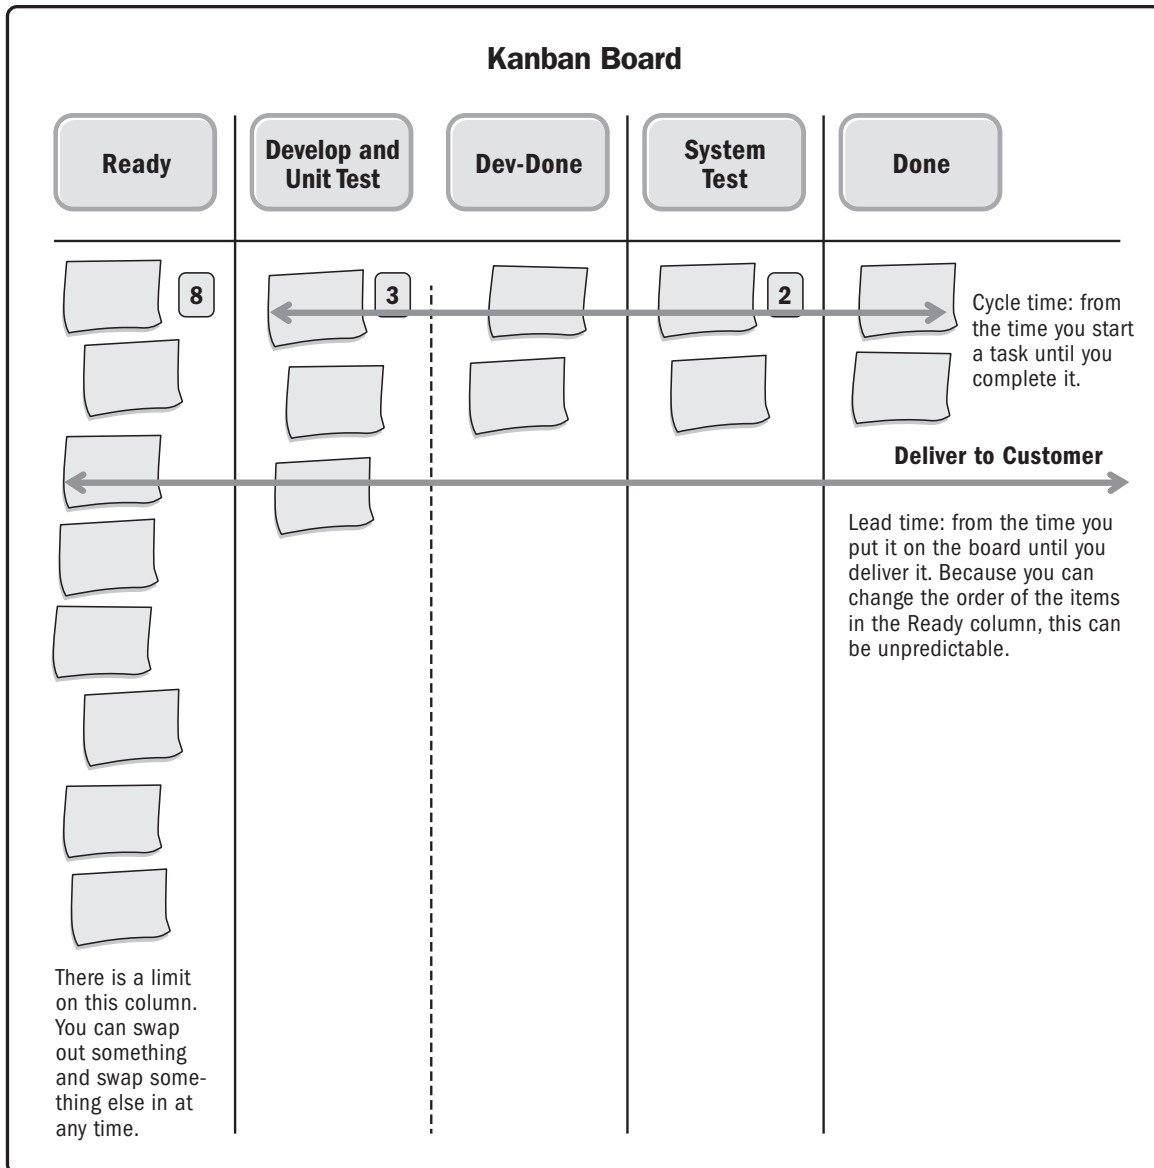 Kanban Board
Ready
Develop and
Unit Test
Dev-Done
System
Test
Done
8
3
2
Cycle time: from
the time you start
a task until you
complete it.
Deliver to Customer
Lead time: from the time you
put it on the board until you
deliver it. Because you can
change the order of the items
in the Ready column, this can
be unpredictable.
There is a limit
on this column.
You can swap
out something
and swap some-
thing else in at
any time.